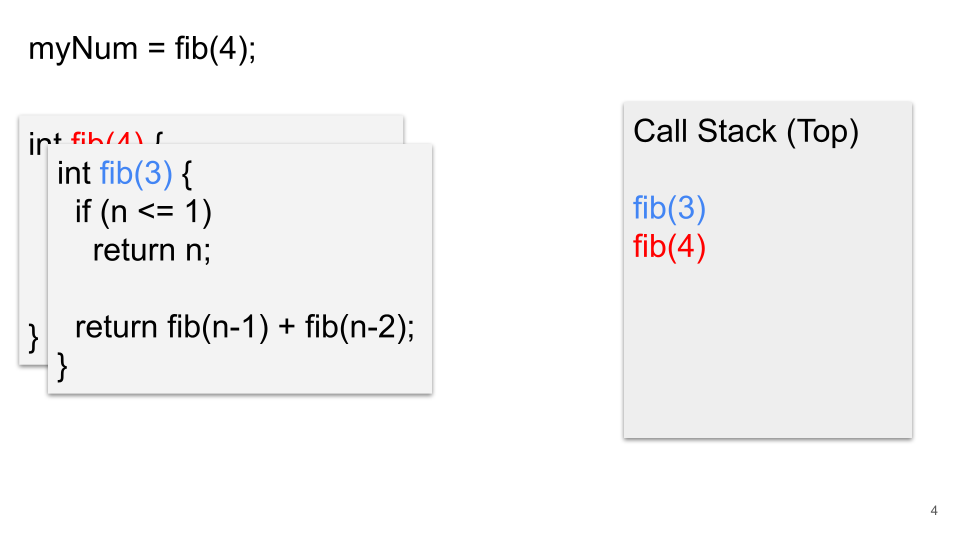 myNum = fib(4);
int fib(4) {
}
int fib(3) {
if (n <= 1)
return n;
return fib(n-1) + fib(n-2);
}
Call Stack (Top)
fib(3)
fib(4)
4